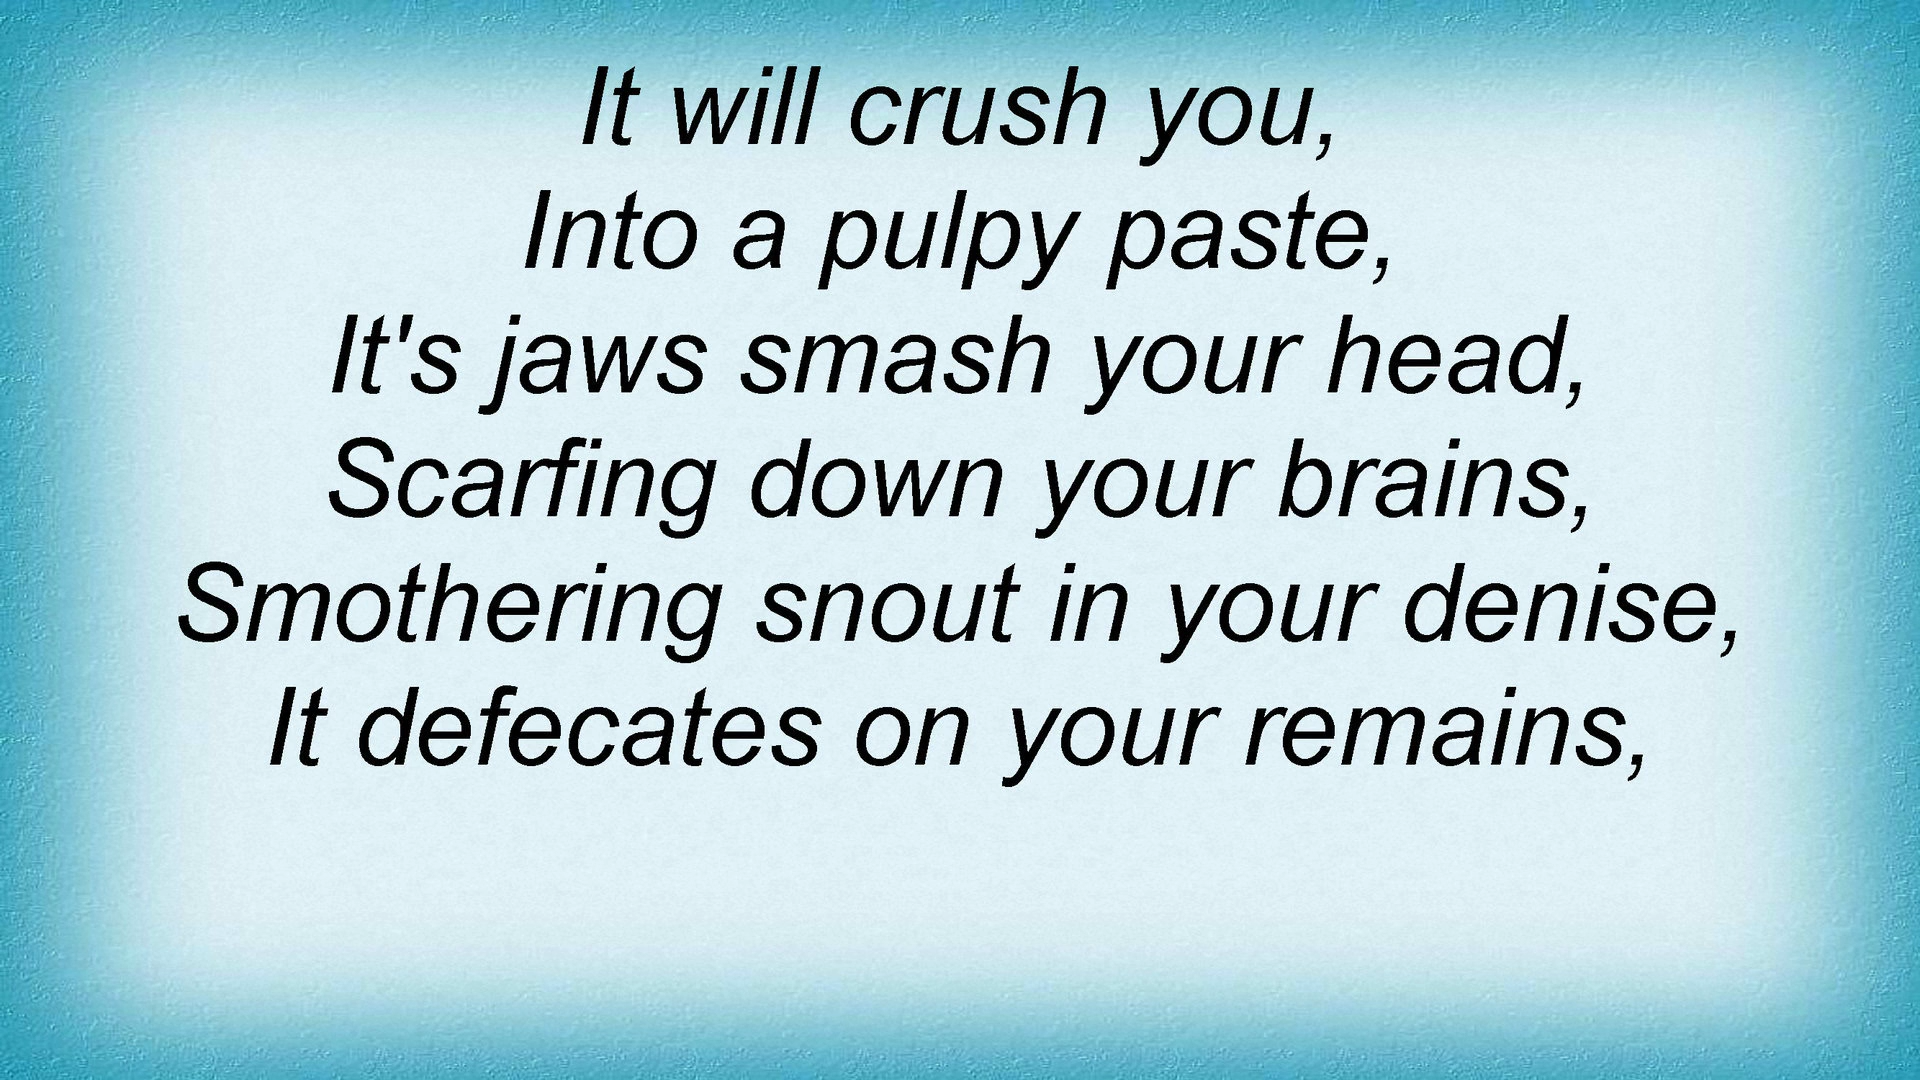 It will crush you,
Into a pulpy paste,
It's jaws smash your head,
Scarfing down your brains,
Smothering snout in your denise,
It defecates on your remains,